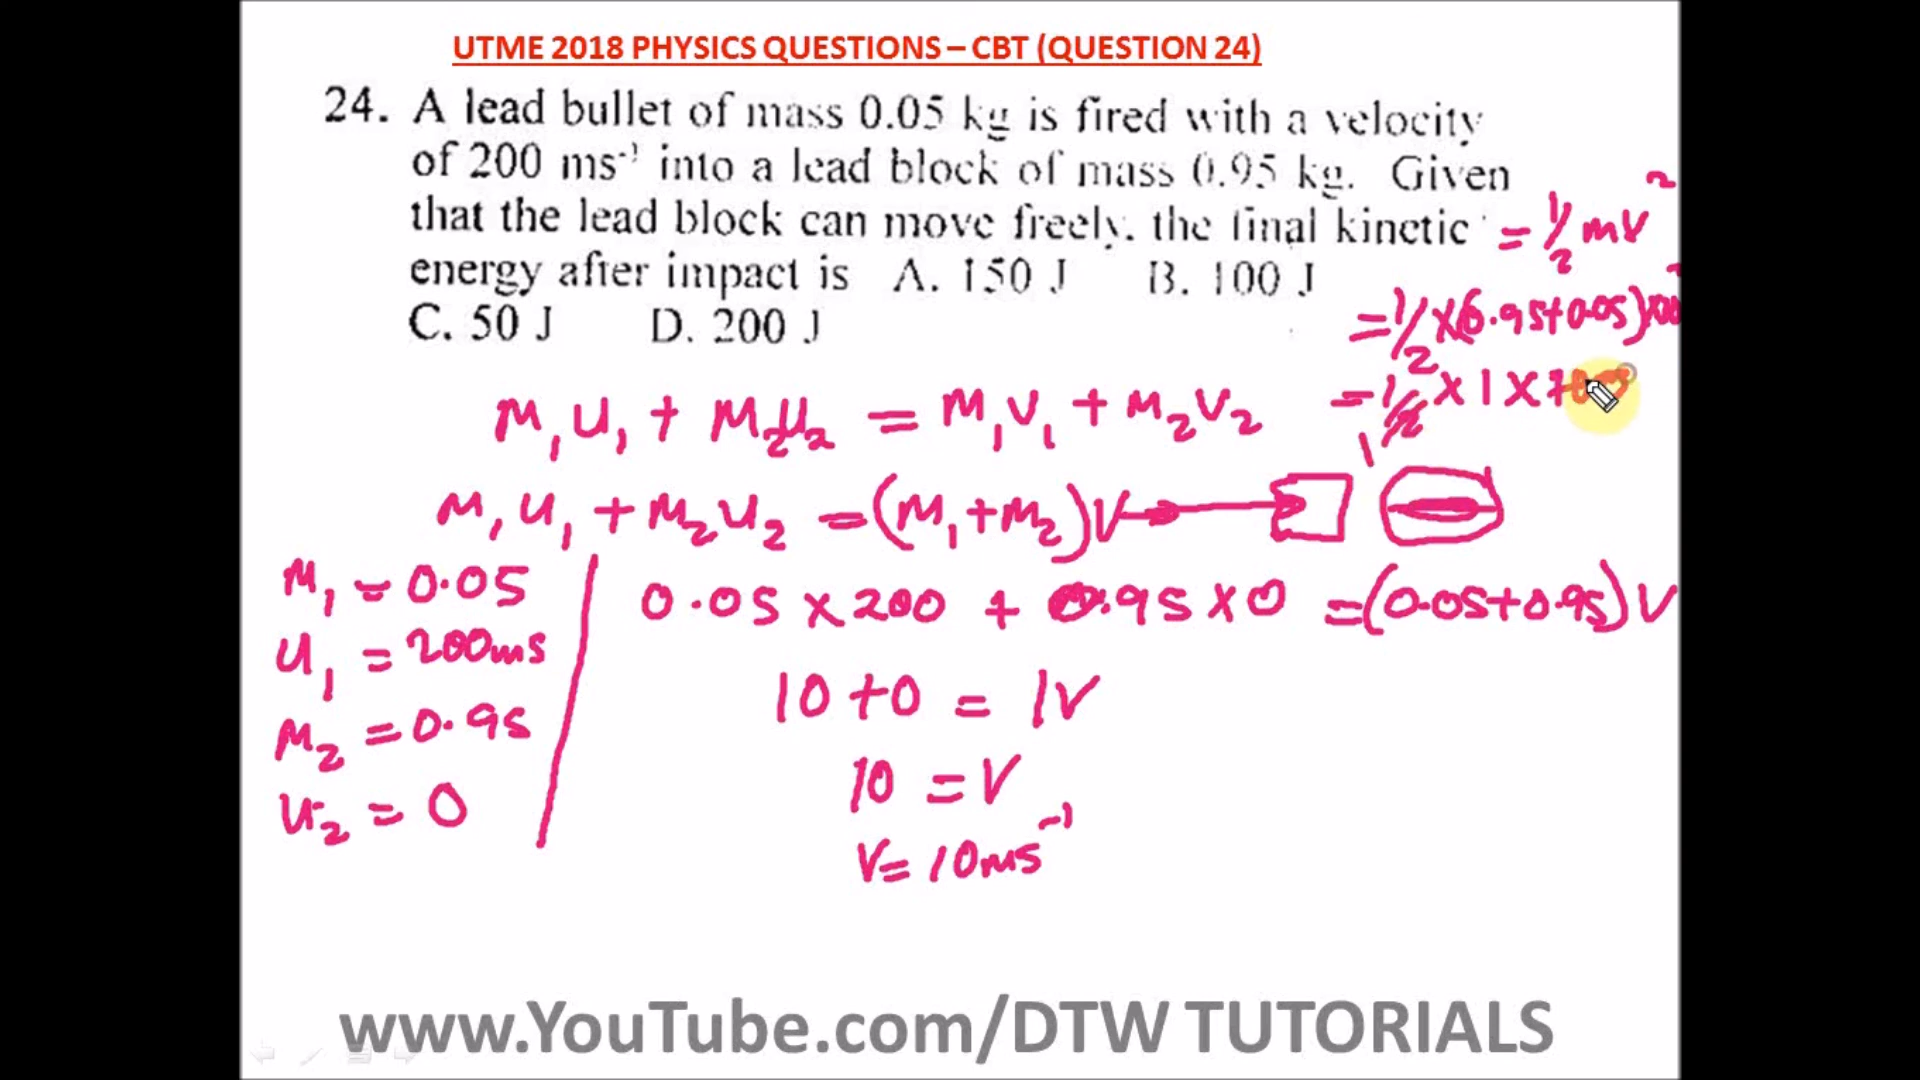 UTME 2018 PHYSICS QUESTIONS – CBT (QUESTION 24)
24. A lead bullet of mass 0.05 kg is fired with a velocity
of 200 ms⁻¹ into a lead block of mass 0.95 kg. Given
that the lead block can move freely. the final kinetic
energy after impact is A. 150 J B. 100 J
C. 50 J D. 200 J
= 1/2 mv²
= 1/2 x (0.95+0.05) x
= 1/2 x 1 x
1
M₁U₁ + M₂U₂ = M₁V₁ + M₂V₂
M₁U₁ + M₂U₂ = (M₁+M₂)V
M₁ = 0.05
U₁ = 200ms
M₂ = 0.95
U₂ = 0
0.05 x 200 + 0.95 x 0 = (0.05+0.95)V
10 + 0 = 1V
10 = V
V = 10ms⁻¹
www.YouTube.com/DTW TUTORIALS